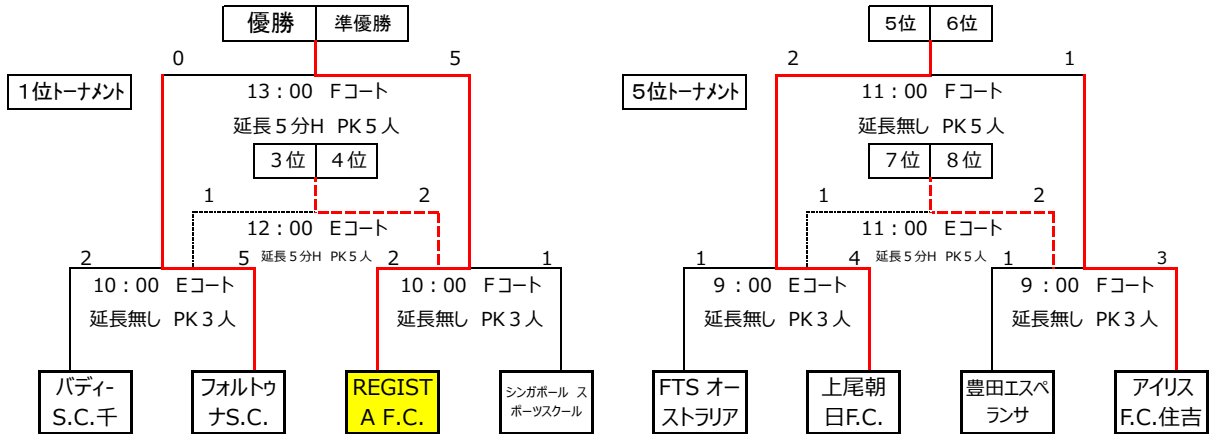 優勝 準優勝
0 5
1位トーナメント
13：00 Fコート
延長５分H PK５人
３位 ４位
1 2
12：00 Eコート
延長５分H PK５人
2 5 2 1
10：00 Eコート
延長無し PK３人
10：00 Fコート
延長無し PK３人
バディ-
S.C.千
フォルトゥ
ナS.C.
REGIST
A F.C.
シンガポール ス
ポーツスクール
５位 ６位
2 1
５位トーナメント
11：00 Fコート
延長無し PK５人
７位 ８位
1 2
11：00 Eコート
延長５分H PK５人
1 4 1 3
9：00 Eコート
延長無し PK３人
9：00 Fコート
延長無し PK３人
FTS オー
ストラリア
上尾朝
日F.C.
豊田エスペ
ランサ
アイリス
F.C.住吉